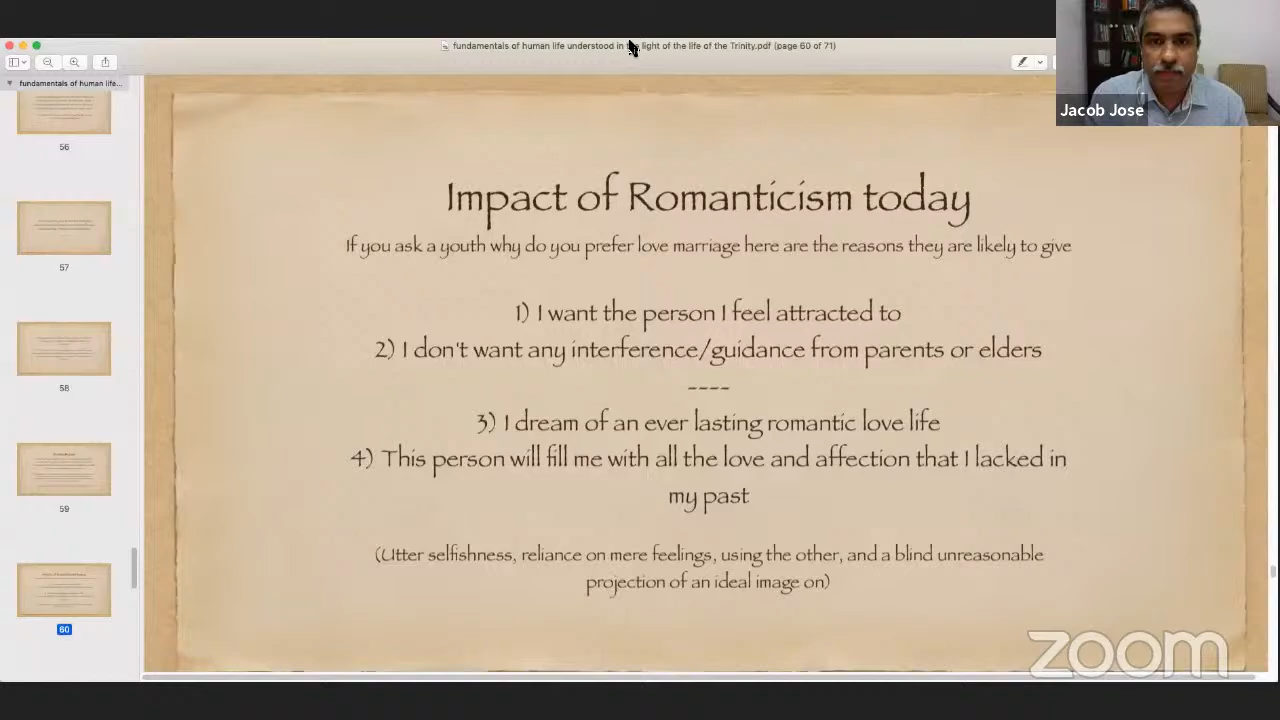 fundamentals of human life understood in the light of the life of the Trinity.pdf (page 60 of 71)
fundamentals of human life...
56
57
58
59
60
Jacob Jose
Impact of Romanticism today
If you ask a youth why do you prefer love marriage here are the reasons they are likely to give
1) I want the person I feel attracted to
2) I don't want any interference/guidance from parents or elders
----
3) I dream of an ever lasting romantic love life
4) This person will fill me with all the love and affection that I lacked in
my past
(Utter selfishness, reliance on mere feelings, using the other, and a blind unreasonable
projection of an ideal image on)
zoom